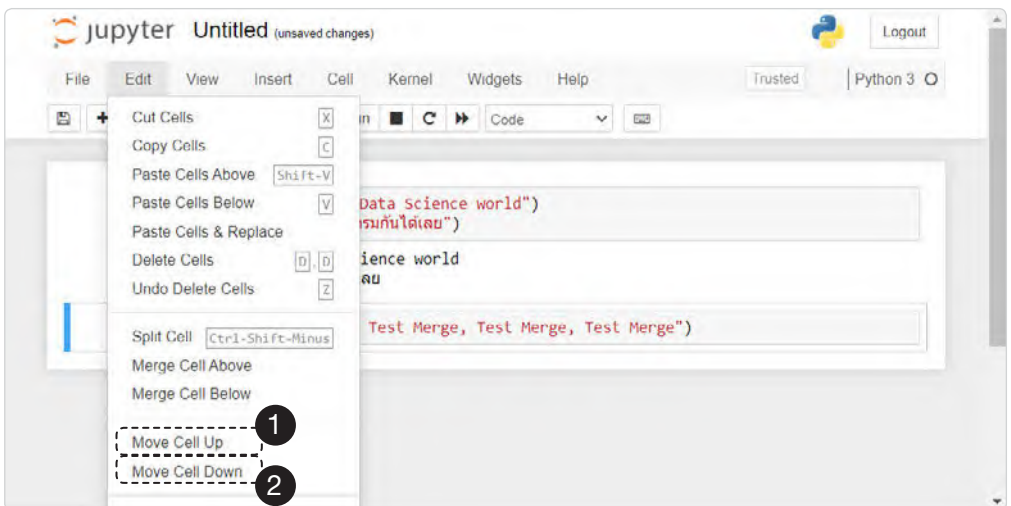 jupyter Untitled (unsaved changes)
Logout
File Edit View Insert Cell Kernel Widgets Help
Trusted
Python 3
Code
Cut Cells X
Copy Cells C
Paste Cells Above Shift-V
Paste Cells Below V
Paste Cells & Replace
Delete Cells D,D
Undo Delete Cells Z
Split Cell Ctrl-Shift-Minus
Merge Cell Above
Merge Cell Below
Move Cell Up 1
Move Cell Down 2
Data Science world")
รมกันได้เลย")
ience world
ลย
Test Merge, Test Merge, Test Merge")